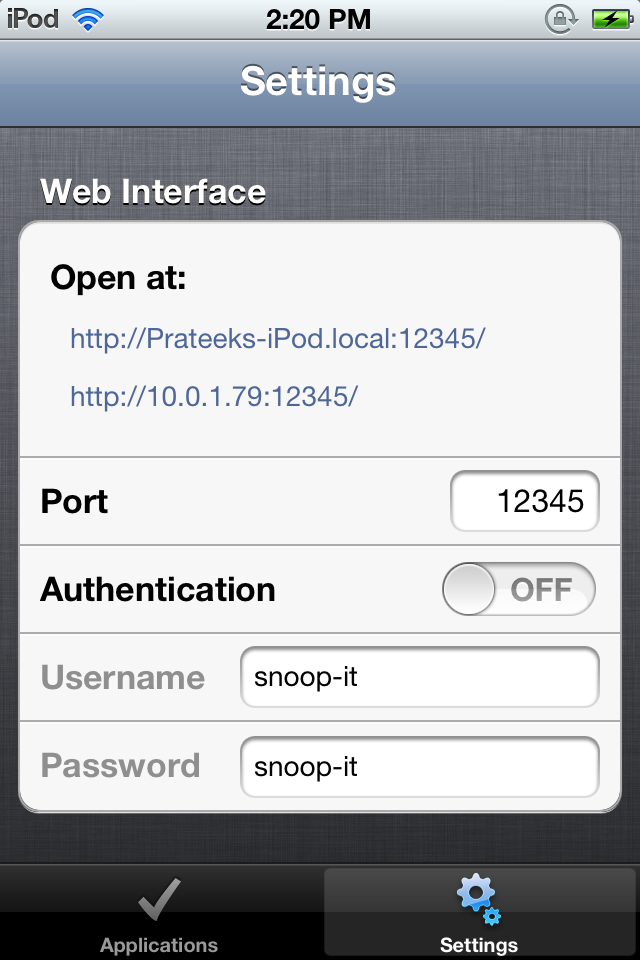 iPod 2:20 PM
Settings
Web Interface
Open at:
http://Prateeks-iPod.local:12345/
http://10.0.1.79:12345/
Port 12345
Authentication OFF
Username snoop-it
Password snoop-it
Applications Settings